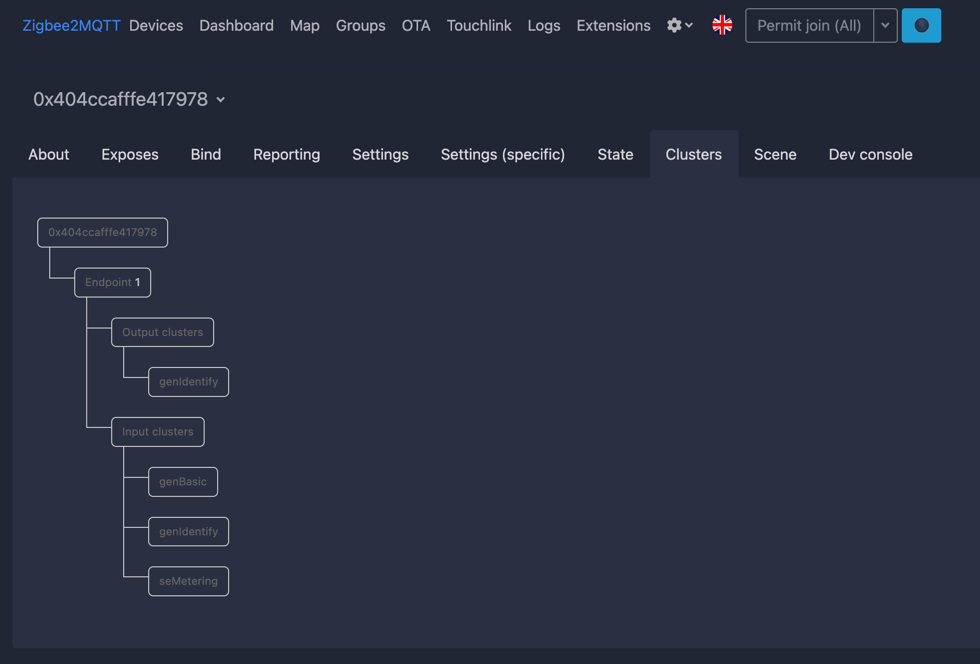 Zigbee2MQTT Devices Dashboard Map Groups OTA Touchlink Logs Extensions Permit join (All)
0x404ccafffe417978
About Exposes Bind Reporting Settings Settings (specific) State Clusters Scene Dev console
0x404ccafffe417978
Endpoint 1
Output clusters
genIdentify
Input clusters
genBasic
genIdentify
seMetering